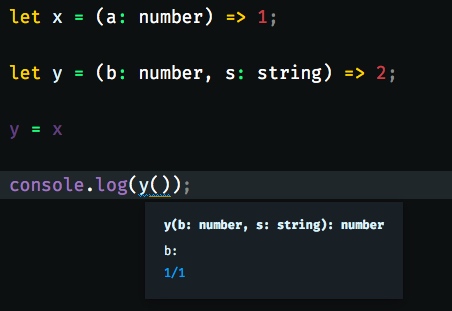 let x = (a: number) => 1;
let y = (b: number, s: string) => 2;
y = x
console.log(y());
y(b: number, s: string): number
b:
1/1